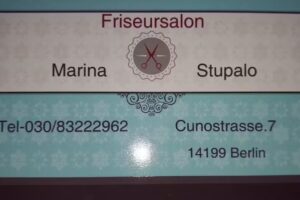 Friseursalon
Marina Stupalo
Tel-030/83222962 Cunostrasse.7
14199 Berlin